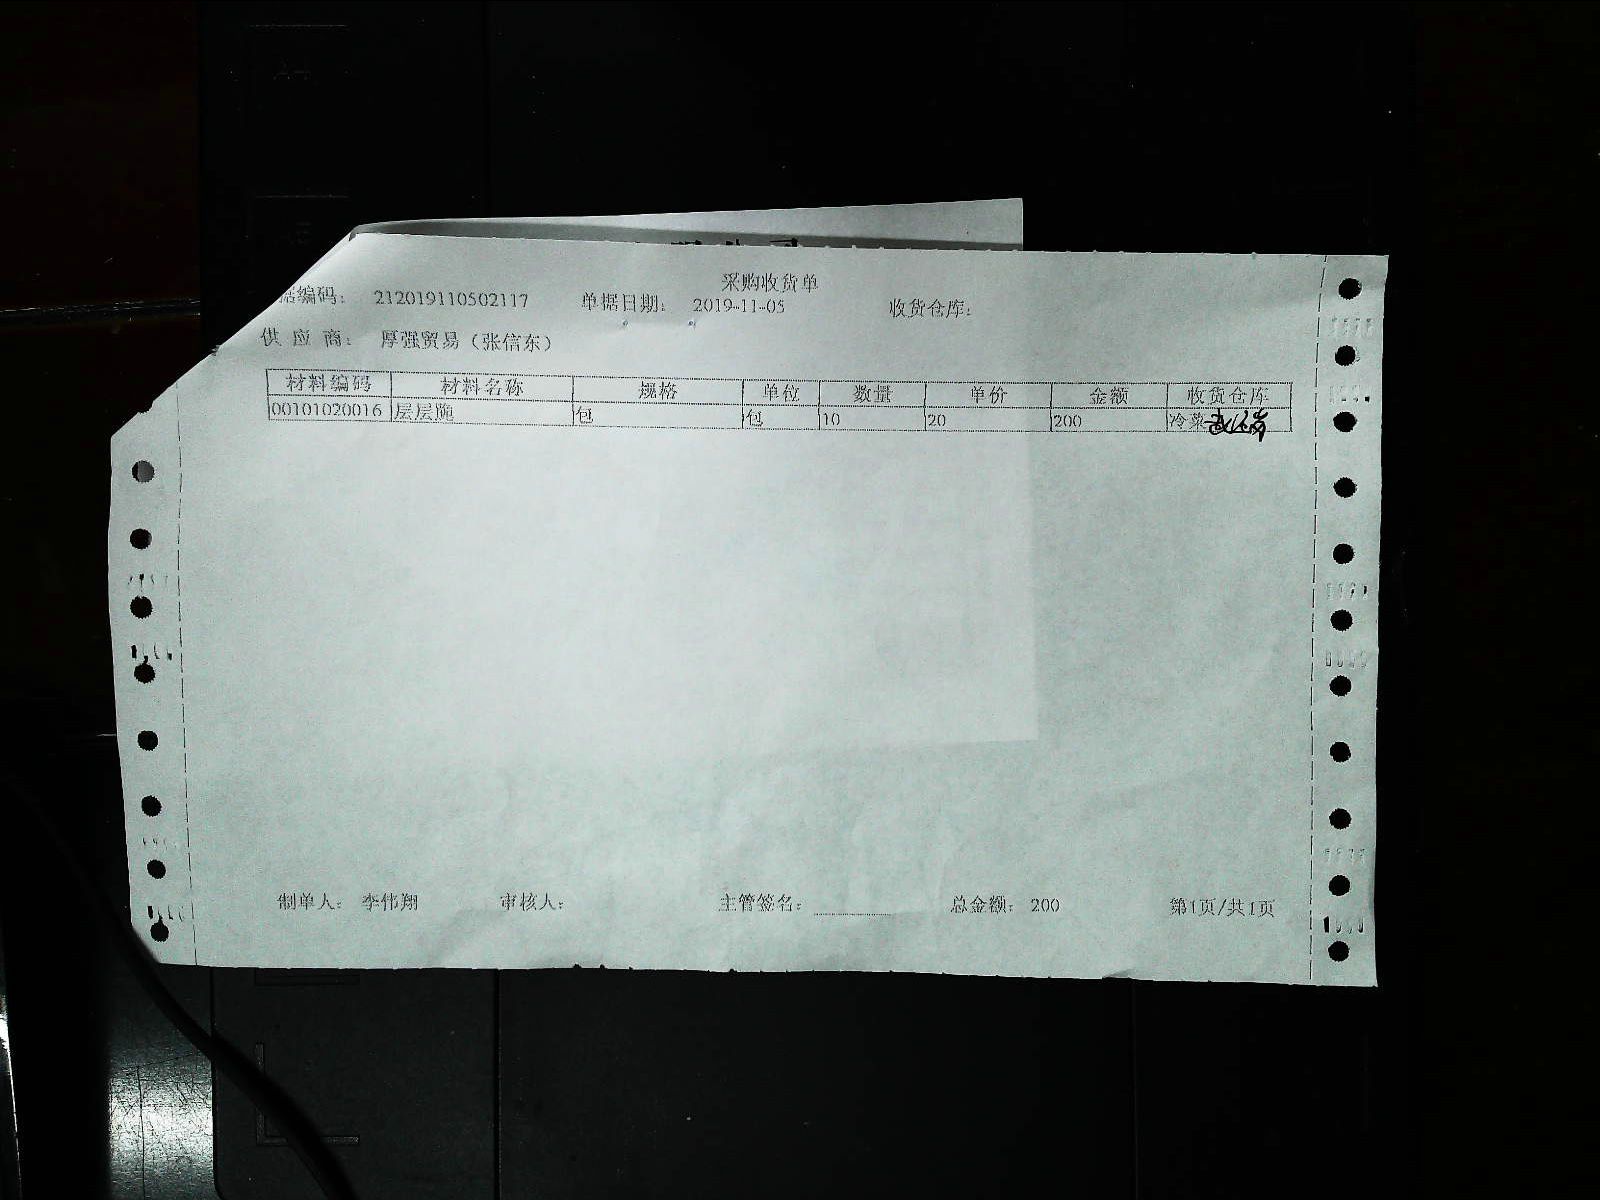 采购收货单
据编码: 212019110502117 单据日期: 2019-11-05 收货仓库:
供 应 商: 厚强贸易（张信东）
材料编码 材料名称 规格 单位 数量 单价 金额 收货仓库
00101020016 层层脆 包 包 10 20 200 冷菜
制单人: 李伟翔 审核人: 主管签名: 总金额: 200 第1页/共1页